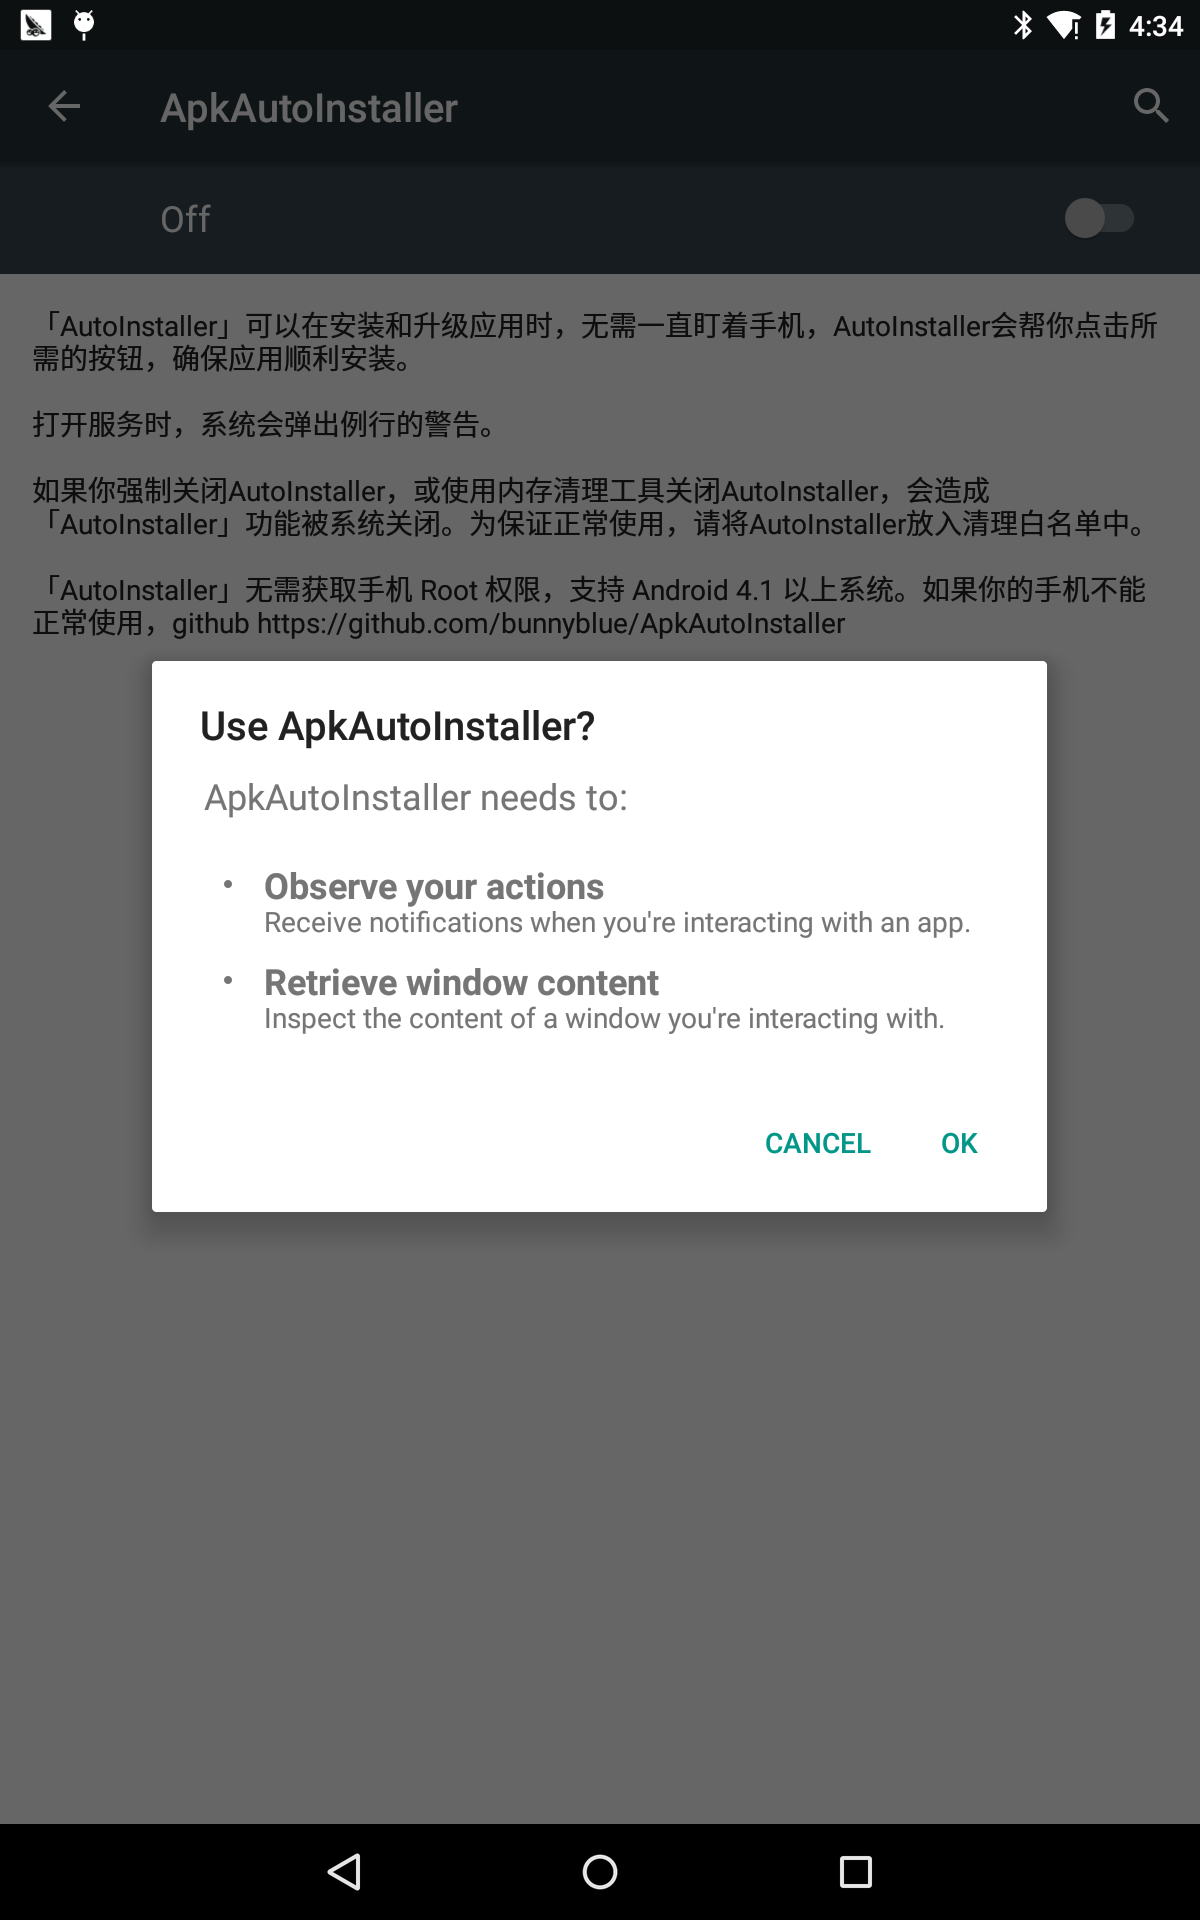 4:34
ApkAutoInstaller
Off
「AutoInstaller」可以在安装和升级应用时，无需一直盯着手机，AutoInstaller会帮你点击所
需的按钮，确保应用顺利安装。
打开服务时，系统会弹出例行的警告。
如果你强制关闭AutoInstaller，或使用内存清理工具关闭AutoInstaller，会造成
「AutoInstaller」功能被系统关闭。为保证正常使用，请将AutoInstaller放入清理白名单中。
「AutoInstaller」无需获取手机 Root 权限，支持 Android 4.1 以上系统。如果你的手机不能
正常使用，github https://github.com/bunnyblue/ApkAutoInstaller
Use ApkAutoInstaller?
ApkAutoInstaller needs to:
• Observe your actions
Receive notifications when you're interacting with an app.
• Retrieve window content
Inspect the content of a window you're interacting with.
CANCEL OK